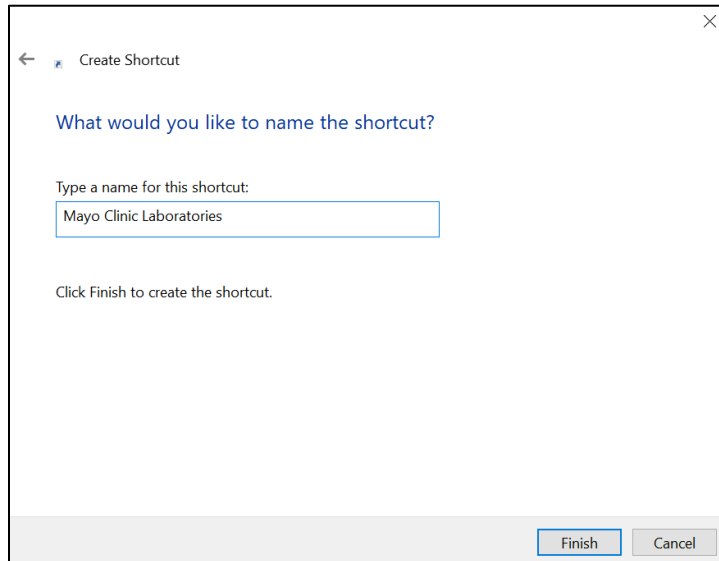 Create Shortcut
What would you like to name the shortcut?
Type a name for this shortcut:
Mayo Clinic Laboratories
Click Finish to create the shortcut.
Finish Cancel